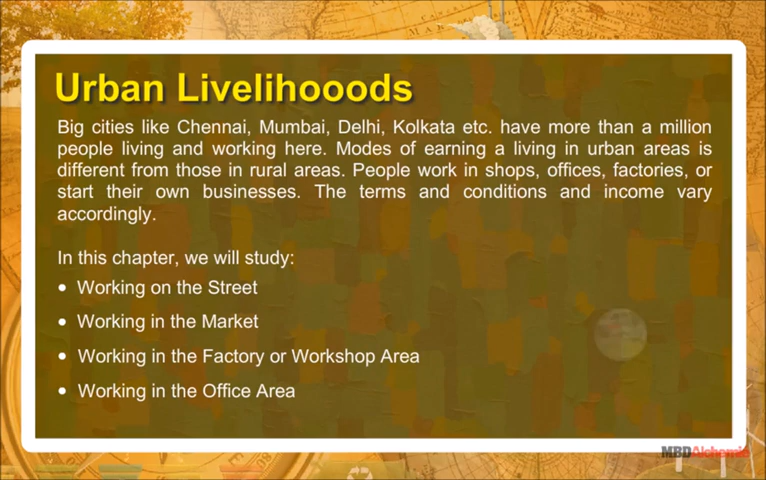 Urban Livelihooods
Big cities like Chennai, Mumbai, Delhi, Kolkata etc. have more than a million
people living and working here. Modes of earning a living in urban areas is
different from those in rural areas. People work in shops, offices, factories, or
start their own businesses. The terms and conditions and income vary
accordingly.
In this chapter, we will study:
• Working on the Street
• Working in the Market
• Working in the Factory or Workshop Area
• Working in the Office Area
MBDAlchemie